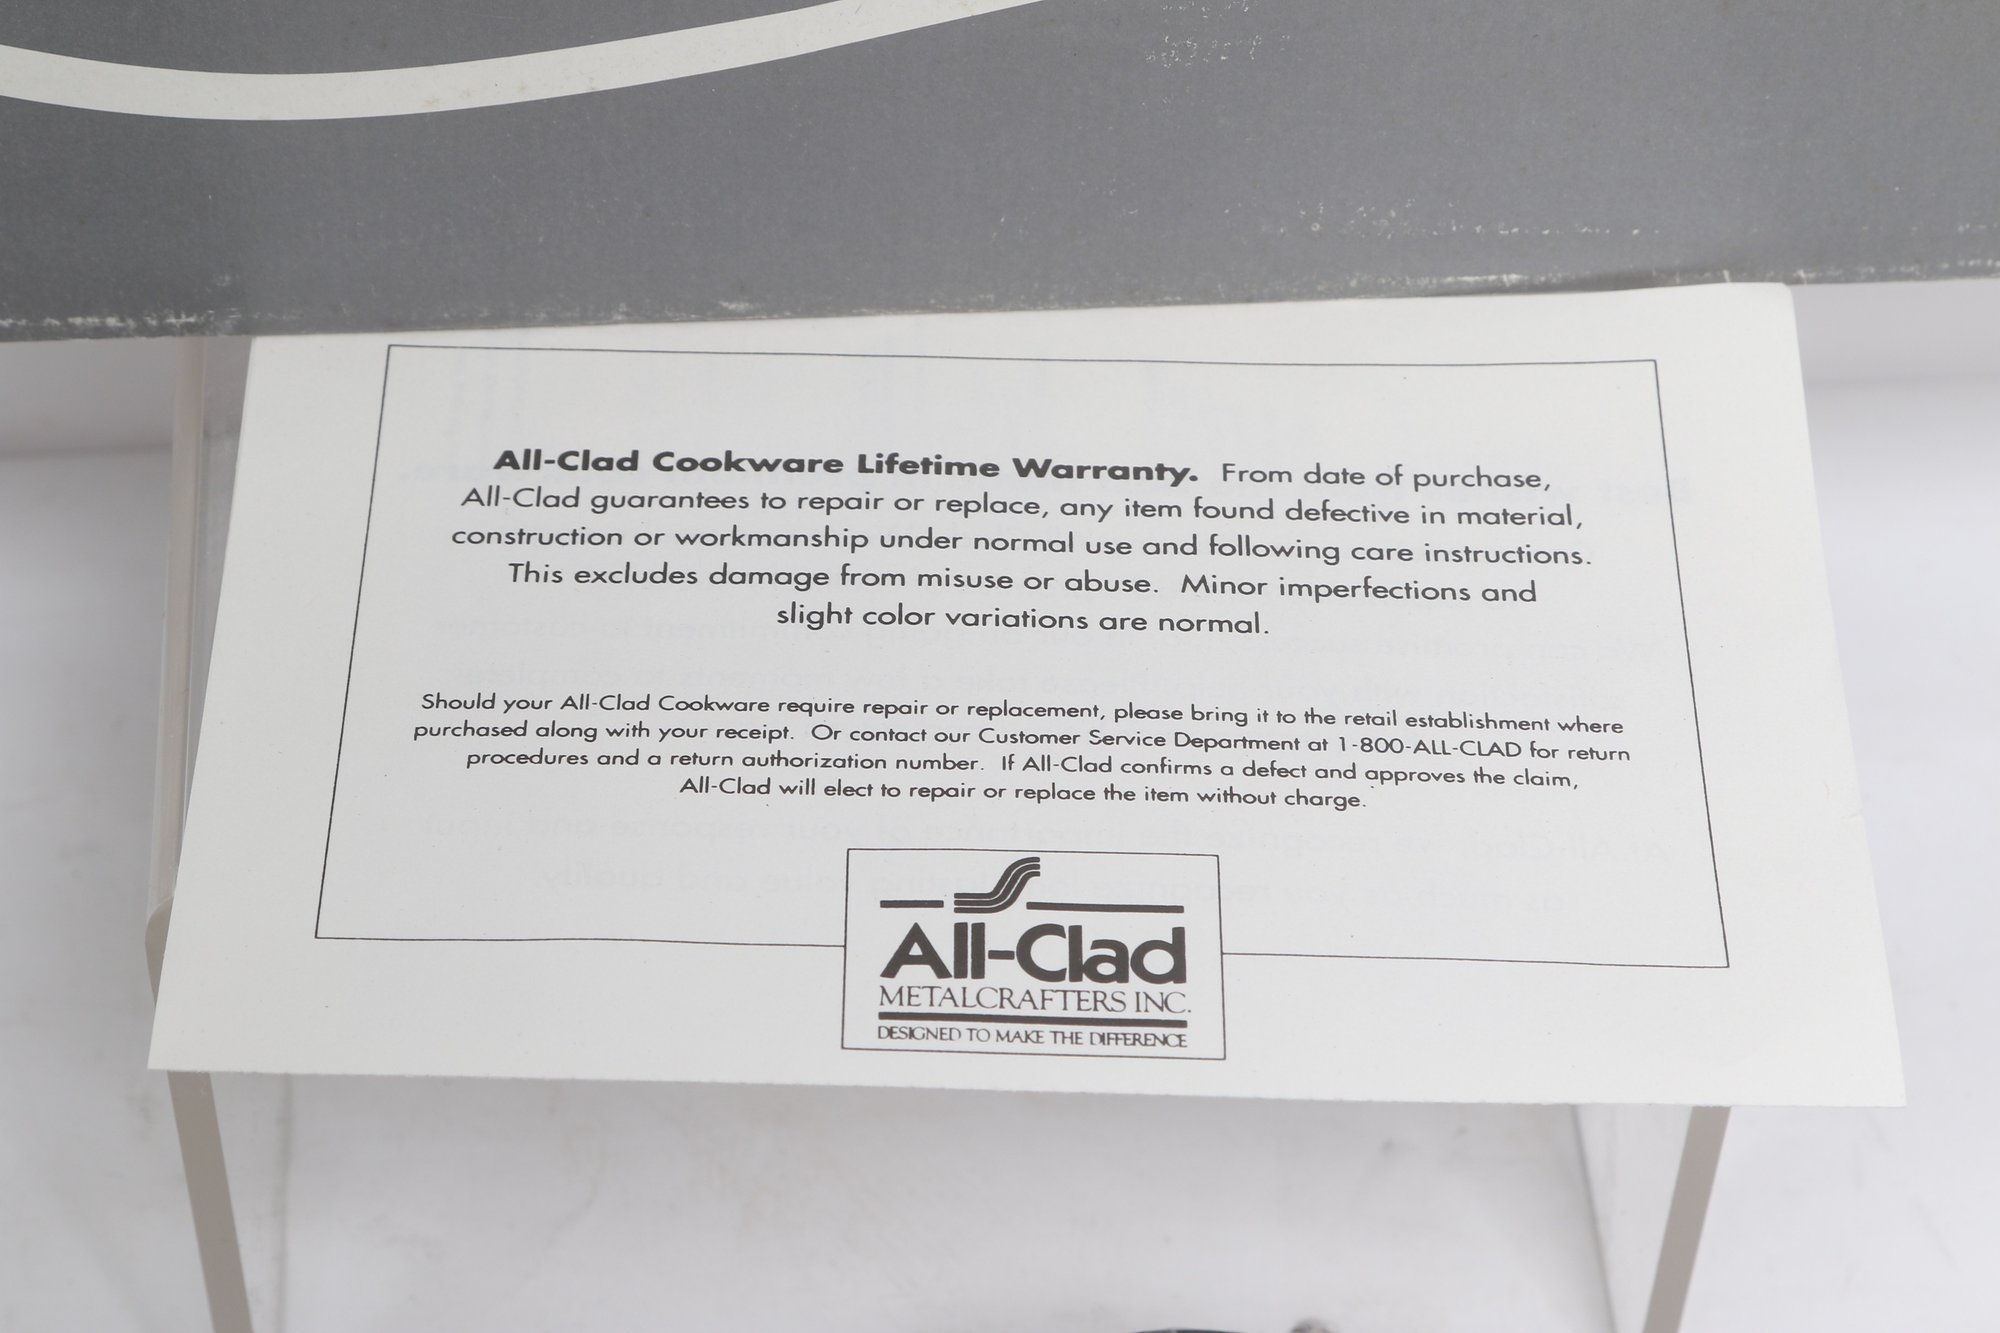 All-Clad Cookware Lifetime Warranty. From date of purchase,
All-Clad guarantees to repair or replace, any item found defective in material,
construction or workmanship under normal use and following care instructions.
This excludes damage from misuse or abuse. Minor imperfections and
slight color variations are normal.
Should your All-Clad Cookware require repair or replacement, please bring it to the retail establishment where
purchased along with your receipt. Or contact our Customer Service Department at 1-800-ALL-CLAD for return
procedures and a return authorization number. If All-Clad confirms a defect and approves the claim,
All-Clad will elect to repair or replace the item without charge.
All-Clad
METALCRAFTERS INC.
DESIGNED TO MAKE THE DIFFERENCE